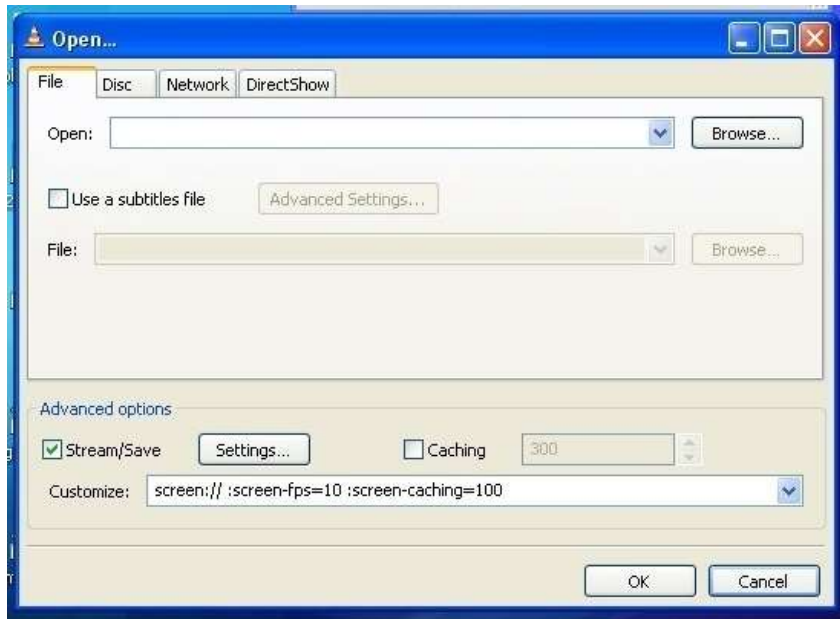 Open...
File Disc Network DirectShow
Open: Browse...
Use a subtitles file Advanced Settings...
File: Browse...
Advanced options
Stream/Save Settings... Caching 300
Customize: screen:// :screen-fps=10 :screen-caching=100
OK Cancel